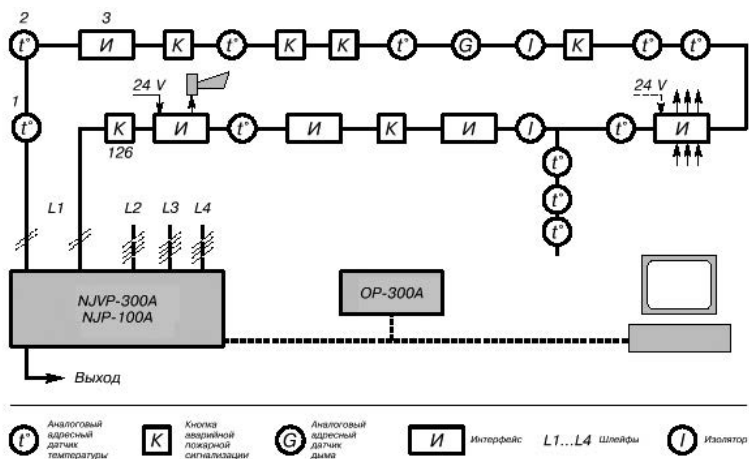 2 3
t° И К t° К К t° G I К t° t°
24 V 24 V
1
t° К И t° И К И I t° И
126
t°
t°
t°
L1 L2 L3 L4
NJVP-300A
NJP-100A
OP-300A
Выход
t° Аналоговый адресный датчик температуры
К Кнопка аварийной пожарной сигнализации
G Аналоговый адресный датчик дыма
И Интерфейс
L1...L4 Шлейфы
I Изолятор